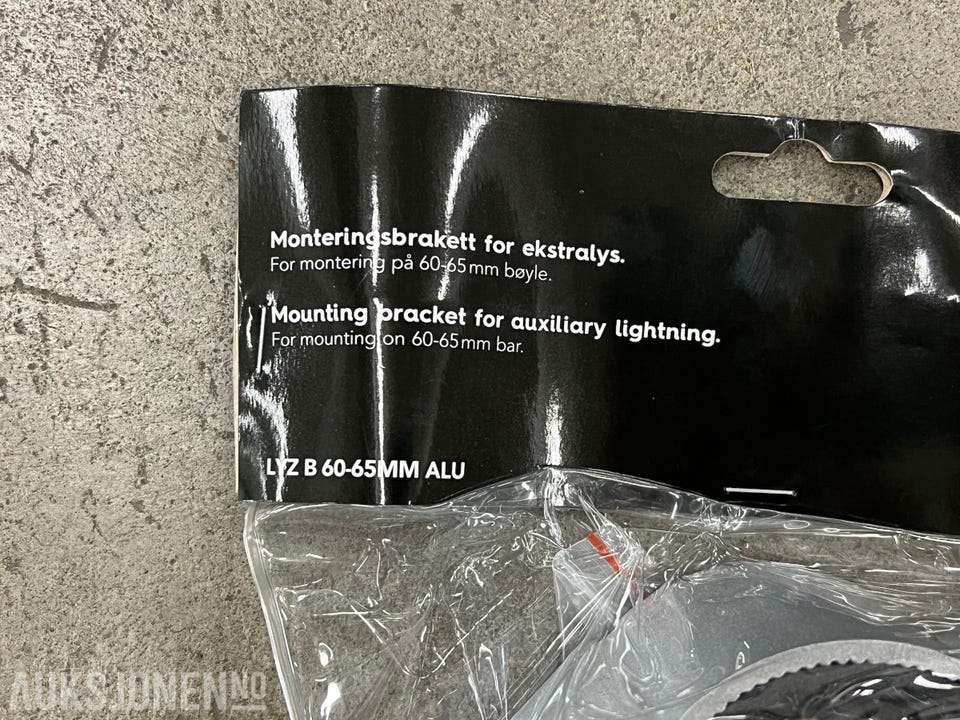 Monteringsbrakett for ekstralys.
For montering på 60-65mm bøyle.
Mounting bracket for auxiliary lightning.
For mounting on 60-65mm bar.
LYZ B 60-65MM ALU
AUKSJONEN.NO